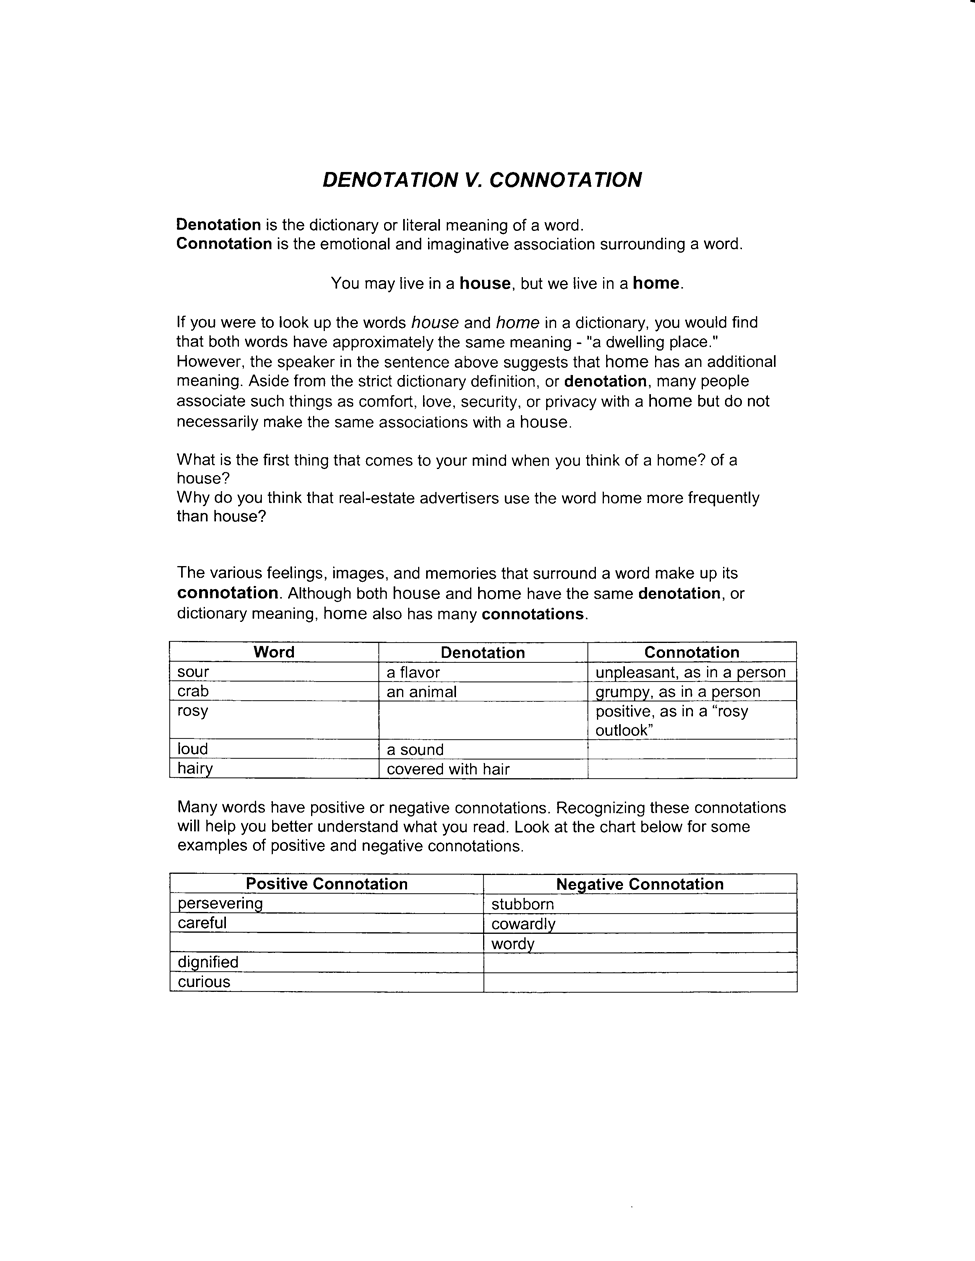 DENOTATION V. CONNOTATION
Denotation is the dictionary or literal meaning of a word.
Connotation is the emotional and imaginative association surrounding a word.
You may live in a house, but we live in a home.
If you were to look up the words house and home in a dictionary, you would find
that both words have approximately the same meaning - "a dwelling place."
However, the speaker in the sentence above suggests that home has an additional
meaning. Aside from the strict dictionary definition, or denotation, many people
associate such things as comfort, love, security, or privacy with a home but do not
necessarily make the same associations with a house.
What is the first thing that comes to your mind when you think of a home? of a
house?
Why do you think that real-estate advertisers use the word home more frequently
than house?
The various feelings, images, and memories that surround a word make up its
connotation. Although both house and home have the same denotation, or
dictionary meaning, home also has many connotations.
Word Denotation Connotation
sour a flavor unpleasant, as in a person
crab an animal grumpy, as in a person
rosy positive, as in a “rosy
outlook”
loud a sound
hairy covered with hair
Many words have positive or negative connotations. Recognizing these connotations
will help you better understand what you read. Look at the chart below for some
examples of positive and negative connotations.
Positive Connotation Negative Connotation
persevering stubborn
careful cowardly
wordy
dignified
curious